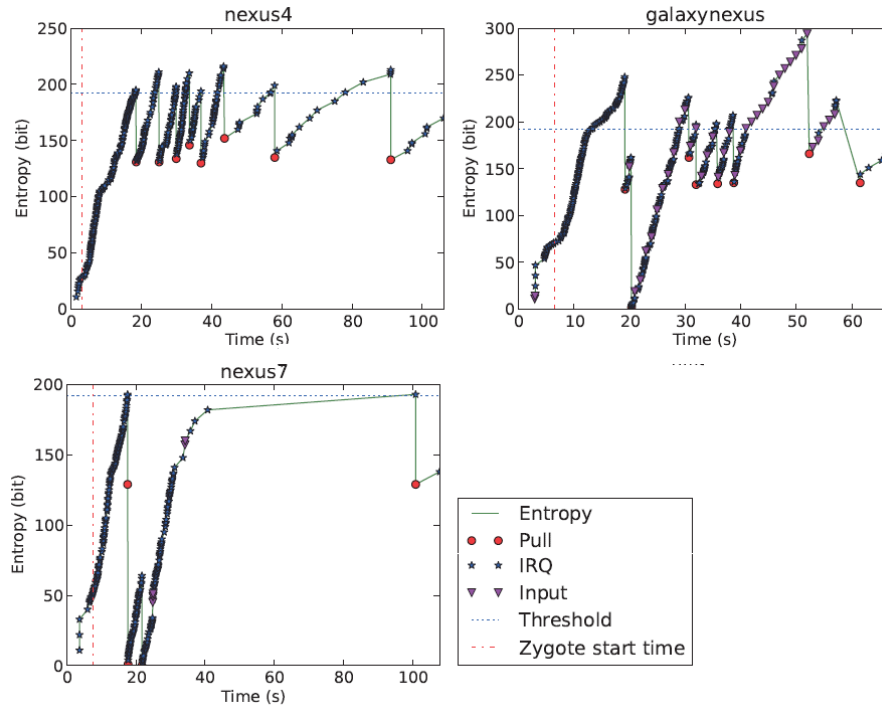 nexus4
250
200
150
100
50
0
Entropy (bit)
0 20 40 60 80 100
Time (s)
galaxynexus
300
250
200
150
100
50
0
Entropy (bit)
0 10 20 30 40 50 60
Time (s)
nexus7
200
150
100
50
0
Entropy (bit)
0 20 40 60 80 100
Time (s)
Entropy
Pull
IRQ
Input
Threshold
Zygote start time